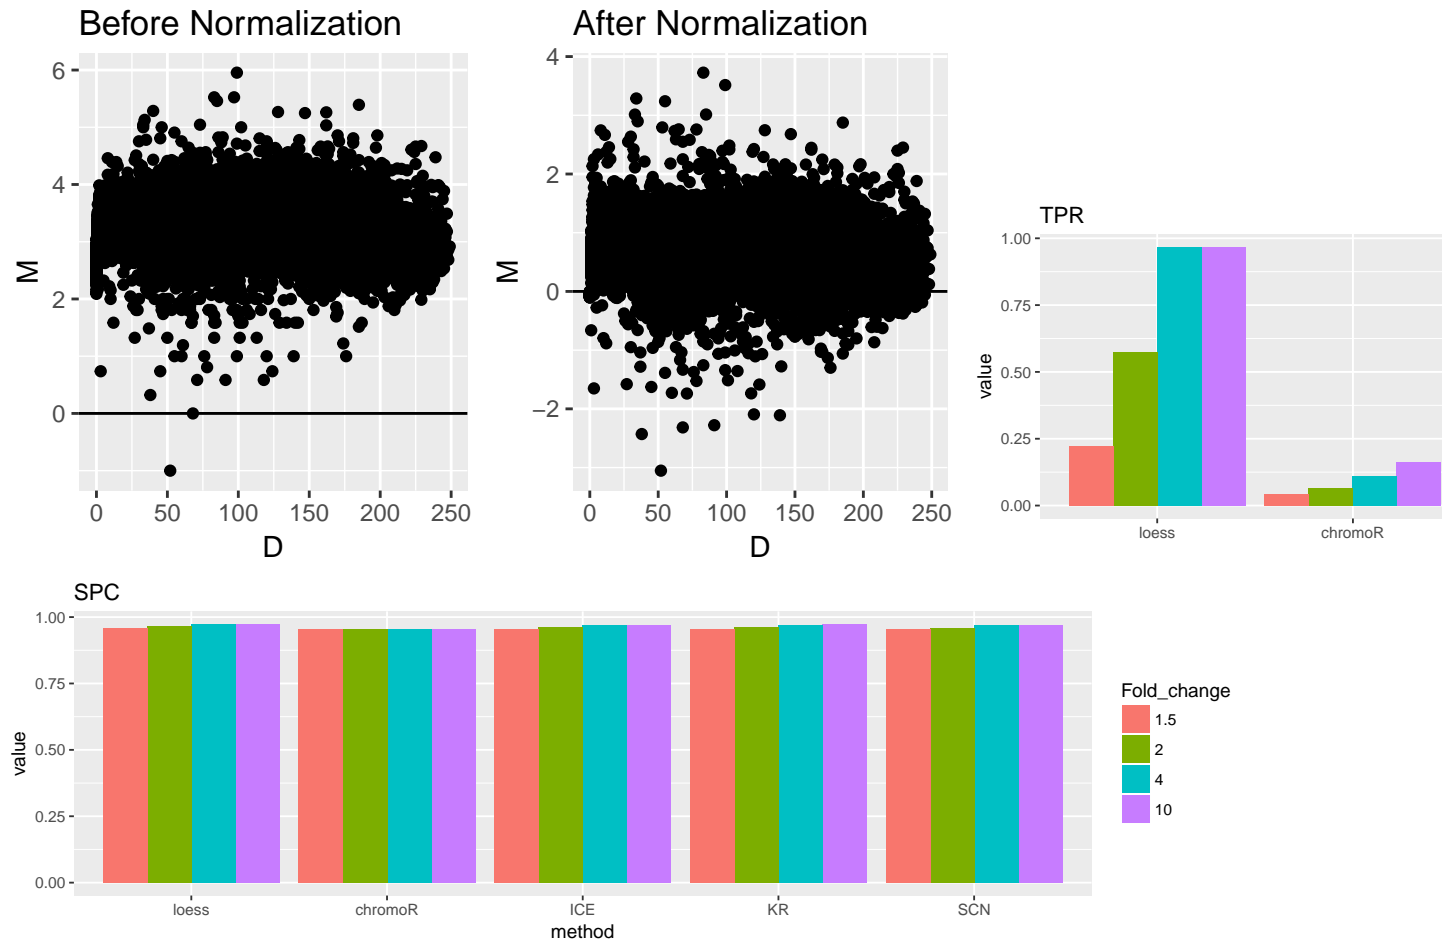 Before Normalization
6
4
2
0
M
0 50 100 150 200 250
D
After Normalization
4
2
0
−2
M
0 50 100 150 200 250
D
TPR
1.00
0.75
0.50
0.25
0.00
value
loess chromoR
SPC
1.00
0.75
0.50
0.25
0.00
value
loess chromoR ICE KR SCN
method
Fold_change
1.5
2
4
10